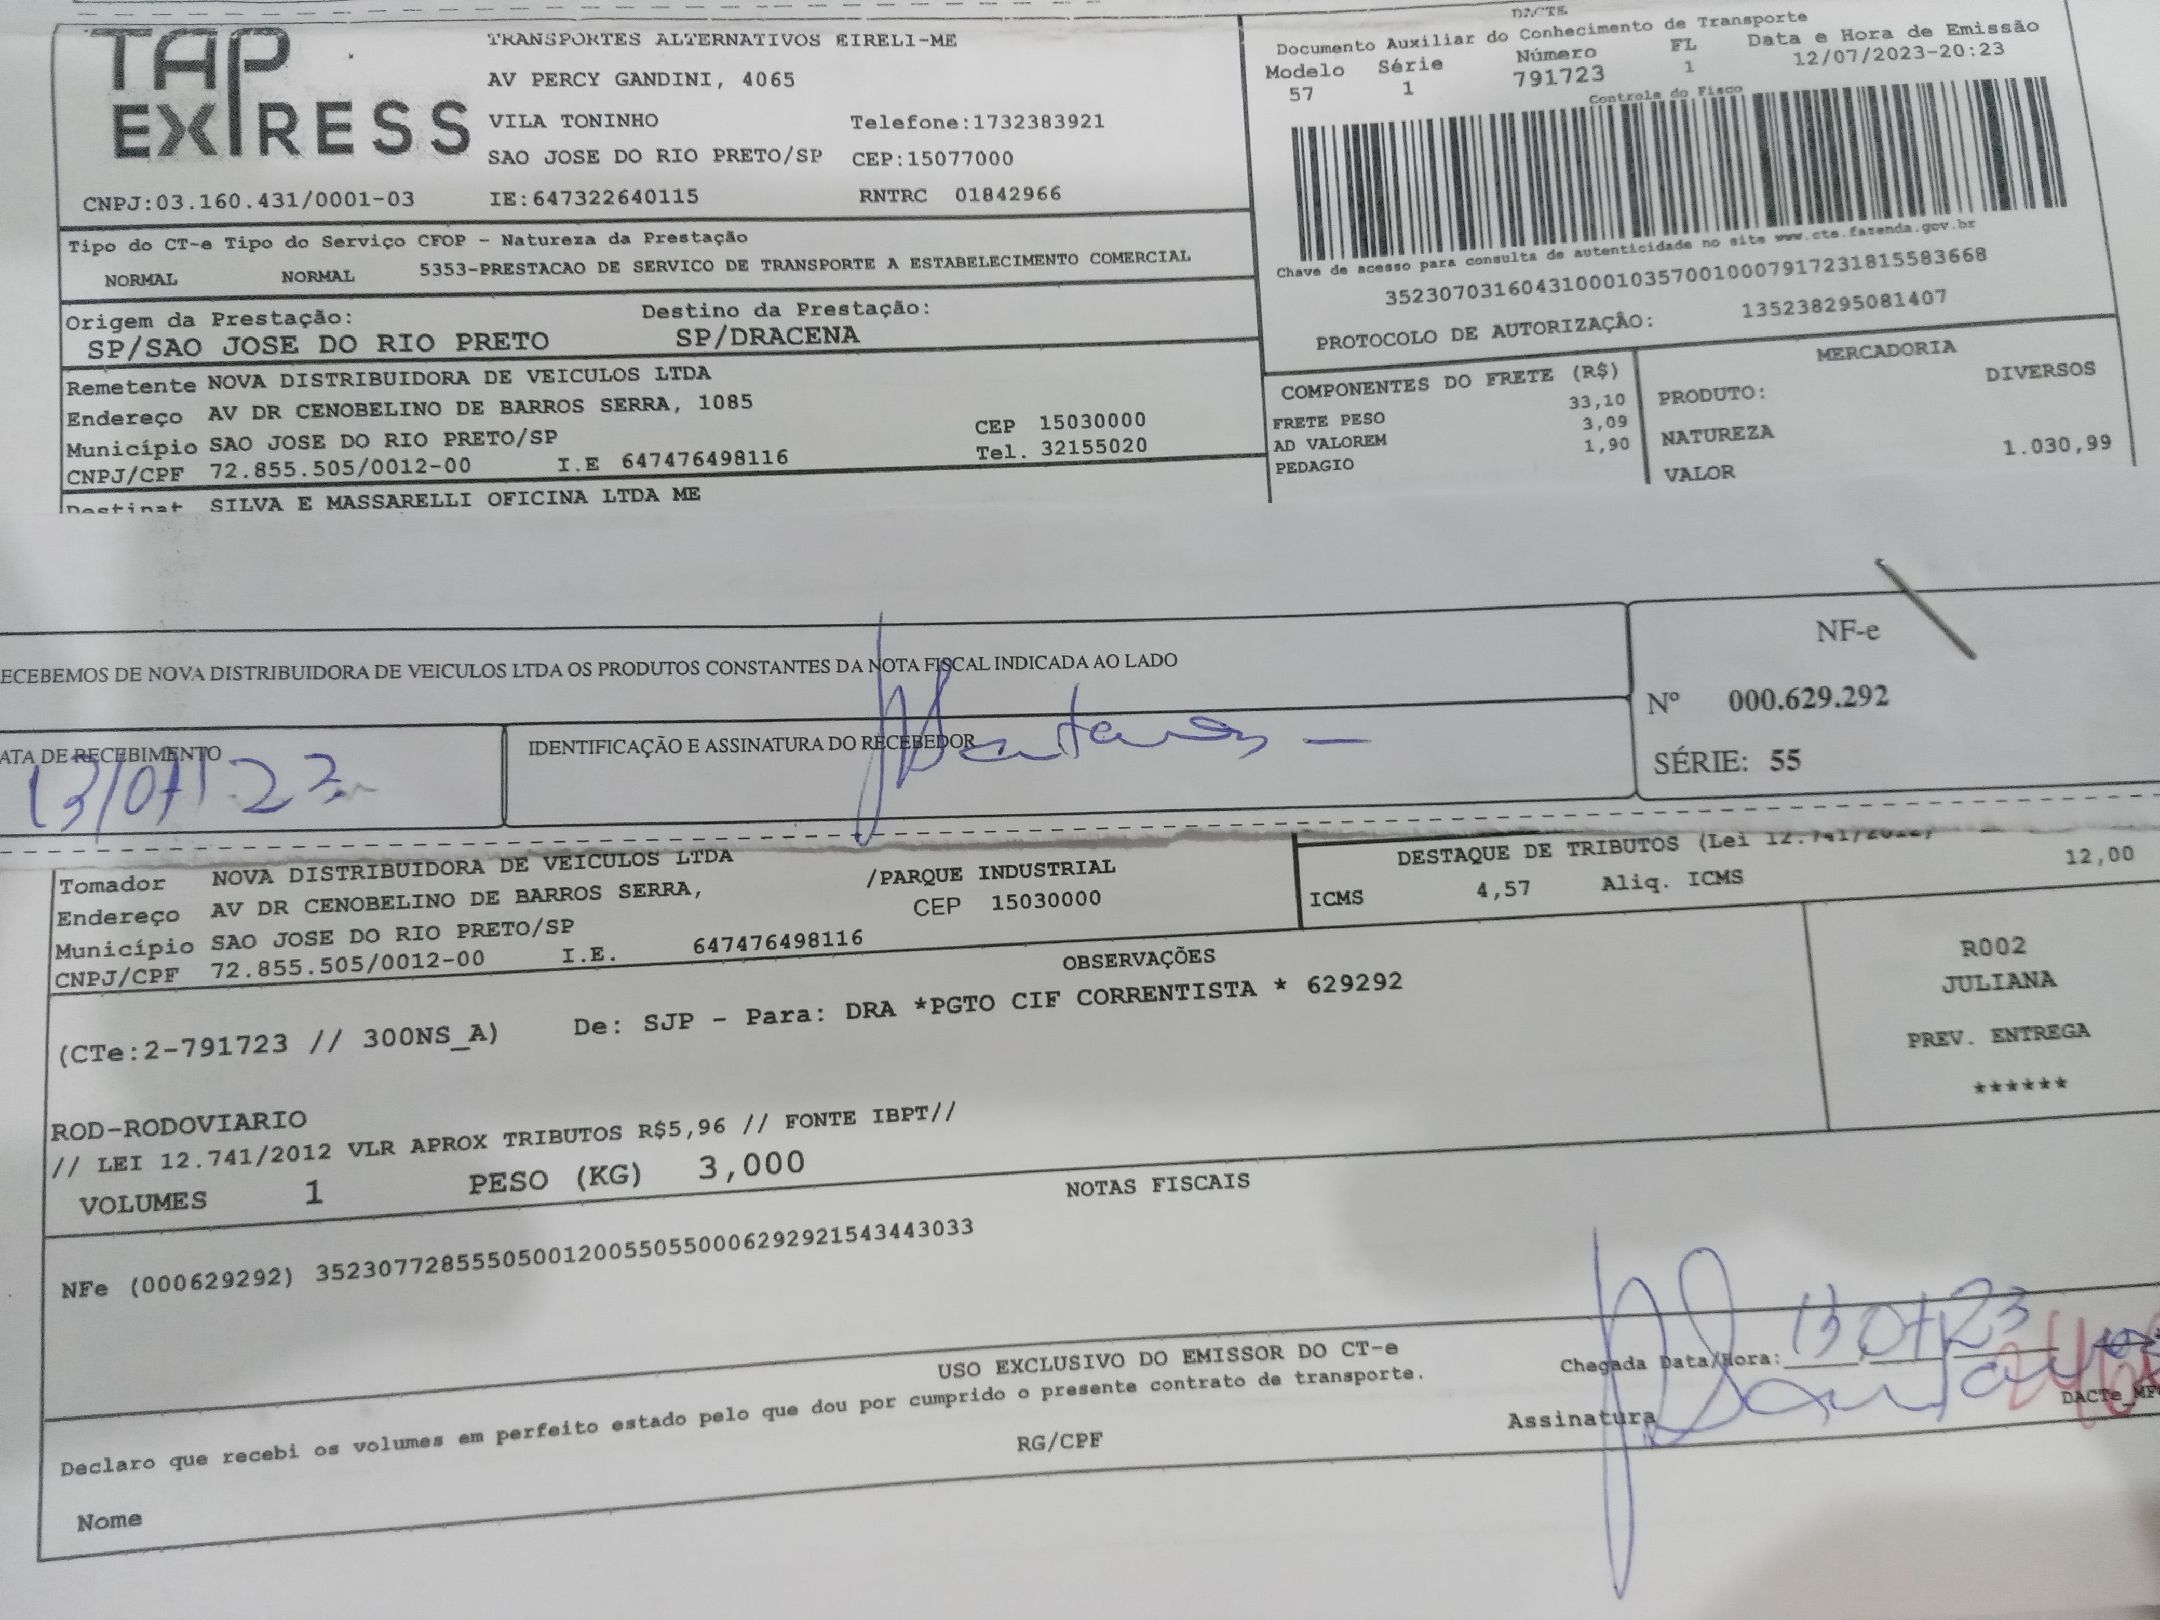 TAP
EXPRESS
TRANSPORTES ALTERNATIVOS EIRELI-ME
AV PERCY GANDINI, 4065
VILA TONINHO Telefone:1732383921
SAO JOSE DO RIO PRETO/SP CEP:15077000
CNPJ:03.160.431/0001-03 IE:647322640115 RNTRC 01842966
DACTE
Documento Auxiliar do Conhecimento de Transporte
Modelo Série Número FL Data e Hora de Emissão
57 1 791723 1 12/07/2023-20:23
Controle do Fisco
Chave de acesso para consulta de autenticidade no site www.cte.fazenda.gov.br
35230703160431000103570010007917231815583668
PROTOCOLO DE AUTORIZAÇÂO: 135238295081407
Tipo do CT-e Tipo do Serviço CFOP - Natureza da Prestação
NORMAL NORMAL 5353-PRESTACAO DE SERVICO DE TRANSPORTE A ESTABELECIMENTO COMERCIAL
Origem da Prestação: Destino da Prestação:
SP/SAO JOSE DO RIO PRETO SP/DRACENA
Remetente NOVA DISTRIBUIDORA DE VEICULOS LTDA
Endereço AV DR CENOBELINO DE BARROS SERRA, 1085
Município SAO JOSE DO RIO PRETO/SP CEP 15030000
CNPJ/CPF 72.855.505/0012-00 I.E 647476498116 Tel. 32155020
Destinat SILVA E MASSARELLI OFICINA LTDA ME
COMPONENTES DO FRETE (R$)
FRETE PESO 33,10
AD VALOREM 3,09
PEDAGIO 1,90
MERCADORIA
PRODUTO: DIVERSOS
NATUREZA
VALOR 1.030,99
ECEBEMOS DE NOVA DISTRIBUIDORA DE VEICULOS LTDA OS PRODUTOS CONSTANTES DA NOTA FISCAL INDICADA AO LADO
ATA DE RECEBIMENTO
13/07/23
IDENTIFICAÇÃO E ASSINATURA DO RECEBEDOR
NF-e
Nº 000.629.292
SÉRIE: 55
Tomador NOVA DISTRIBUIDORA DE VEICULOS LTDA
Endereço AV DR CENOBELINO DE BARROS SERRA, /PARQUE INDUSTRIAL
Município SAO JOSE DO RIO PRETO/SP CEP 15030000
CNPJ/CPF 72.855.505/0012-00 I.E. 647476498116
DESTAQUE DE TRIBUTOS (Lei 12.741/2012)
ICMS 4,57 Aliq. ICMS 12,00
OBSERVAÇÕES
(CTe:2-791723 // 300NS_A) De: SJP - Para: DRA *PGTO CIF CORRENTISTA * 629292
R002
JULIANA
PREV. ENTREGA
******
ROD-RODOVIARIO
// LEI 12.741/2012 VLR APROX TRIBUTOS R$5,96 // FONTE IBPT//
VOLUMES 1 PESO (KG) 3,000
NOTAS FISCAIS
NFe (000629292) 35230772855505001200550550006292921543443033
USO EXCLUSIVO DO EMISSOR DO CT-e
Declaro que recebi os volumes em perfeito estado pelo que dou por cumprido o presente contrato de transporte.
Chegada Data/Hora: 13 07 23
Assinatura
DACTe_MF
RG/CPF
Nome